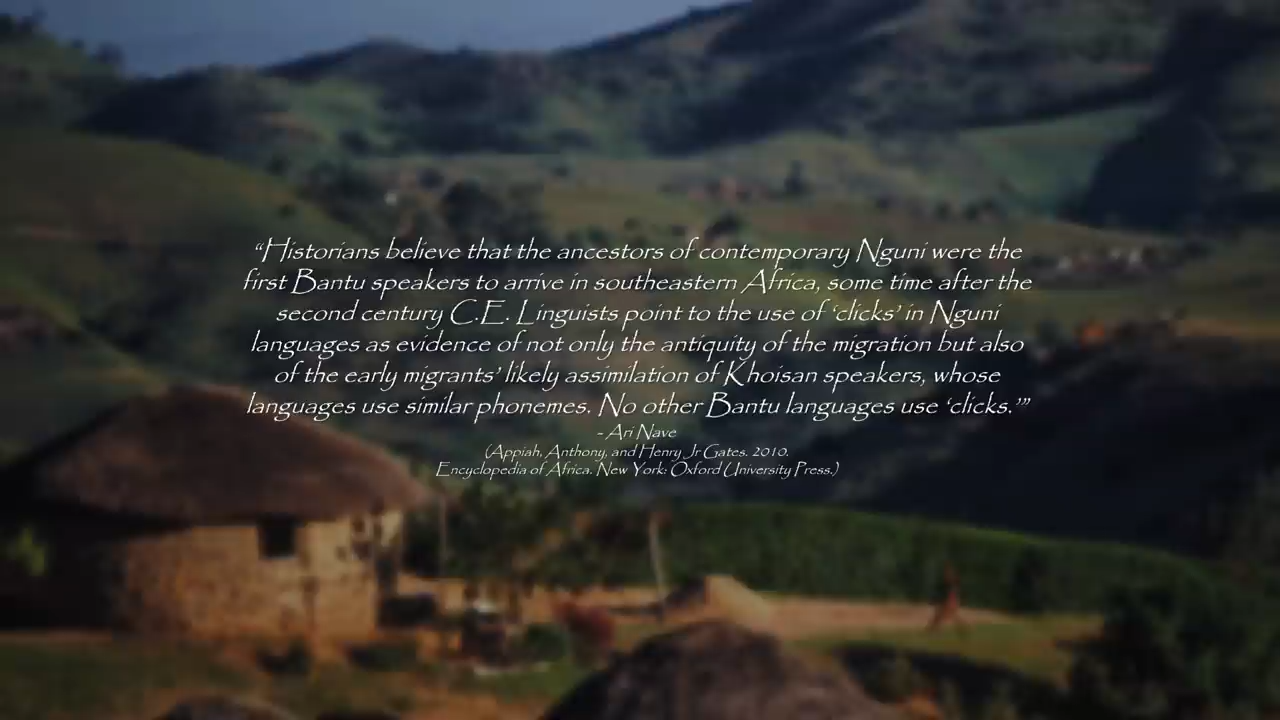 “Historians believe that the ancestors of contemporary Nguni were the
first Bantu speakers to arrive in southeastern Africa, some time after the
second century C.E. Linguists point to the use of ‘clicks’ in Nguni
languages as evidence of not only the antiquity of the migration but also
of the early migrants’ likely assimilation of Khoisan speakers, whose
languages use similar phonemes. No other Bantu languages use ‘clicks.’”
- Ari Nave
(Appiah, Anthony, and Henry Jr Gates. 2010.
Encyclopedia of Africa. New York: Oxford University Press.)